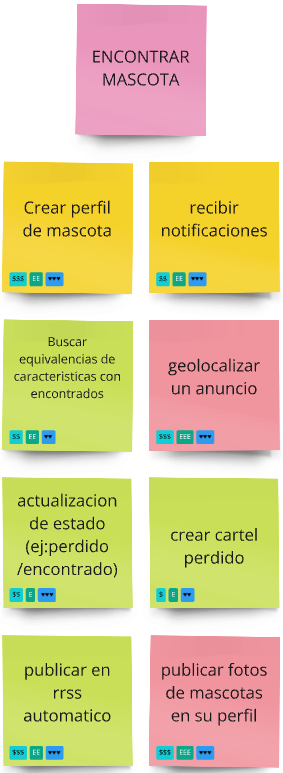 ENCONTRAR
MASCOTA
Crear perfil
de mascota
$$$ EE ♥♥♥
recibir
notificaciones
$$ EE ♥♥♥
Buscar
equivalencias de
caracteristicas con
encontrados
$$ EE ♥♥
geolocalizar
un anuncio
$$$ EEE ♥♥♥
actualizacion
de estado
(ej:perdido
/encontrado)
$$ E ♥♥♥
crear cartel
perdido
$ E ♥♥
publicar en
rrss
automatico
$$$ EE ♥♥
publicar fotos
de mascotas
en su perfil
$$$ EEE ♥♥♥